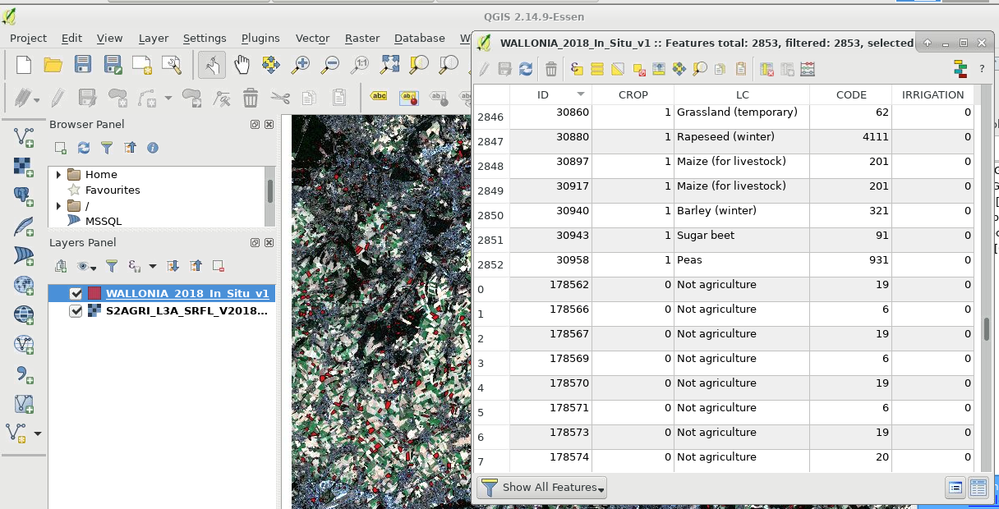 QGIS 2.14.9-Essen
Project Edit View Layer Settings Plugins Vector Raster Database
WALLONIA_2018_In_Situ_v1 :: Features total: 2853, filtered: 2853, selected
1:1
abc ab
?
Browser Panel
Home
Favourites
/
MSSQL
Layers Panel
WALLONIA_2018_In_Situ_v1
S2AGRI_L3A_SRFL_V2018...
ID CROP LC CODE IRRIGATION
2846 30860 1 Grassland (temporary) 62 0
2847 30880 1 Rapeseed (winter) 4111 0
2848 30897 1 Maize (for livestock) 201 0
2849 30917 1 Maize (for livestock) 201 0
2850 30940 1 Barley (winter) 321 0
2851 30943 1 Sugar beet 91 0
2852 30958 1 Peas 931 0
0 178562 0 Not agriculture 19 0
1 178566 0 Not agriculture 6 0
2 178567 0 Not agriculture 19 0
3 178569 0 Not agriculture 6 0
4 178570 0 Not agriculture 19 0
5 178571 0 Not agriculture 6 0
6 178573 0 Not agriculture 19 0
7 178574 0 Not agriculture 20 0
Show All Features